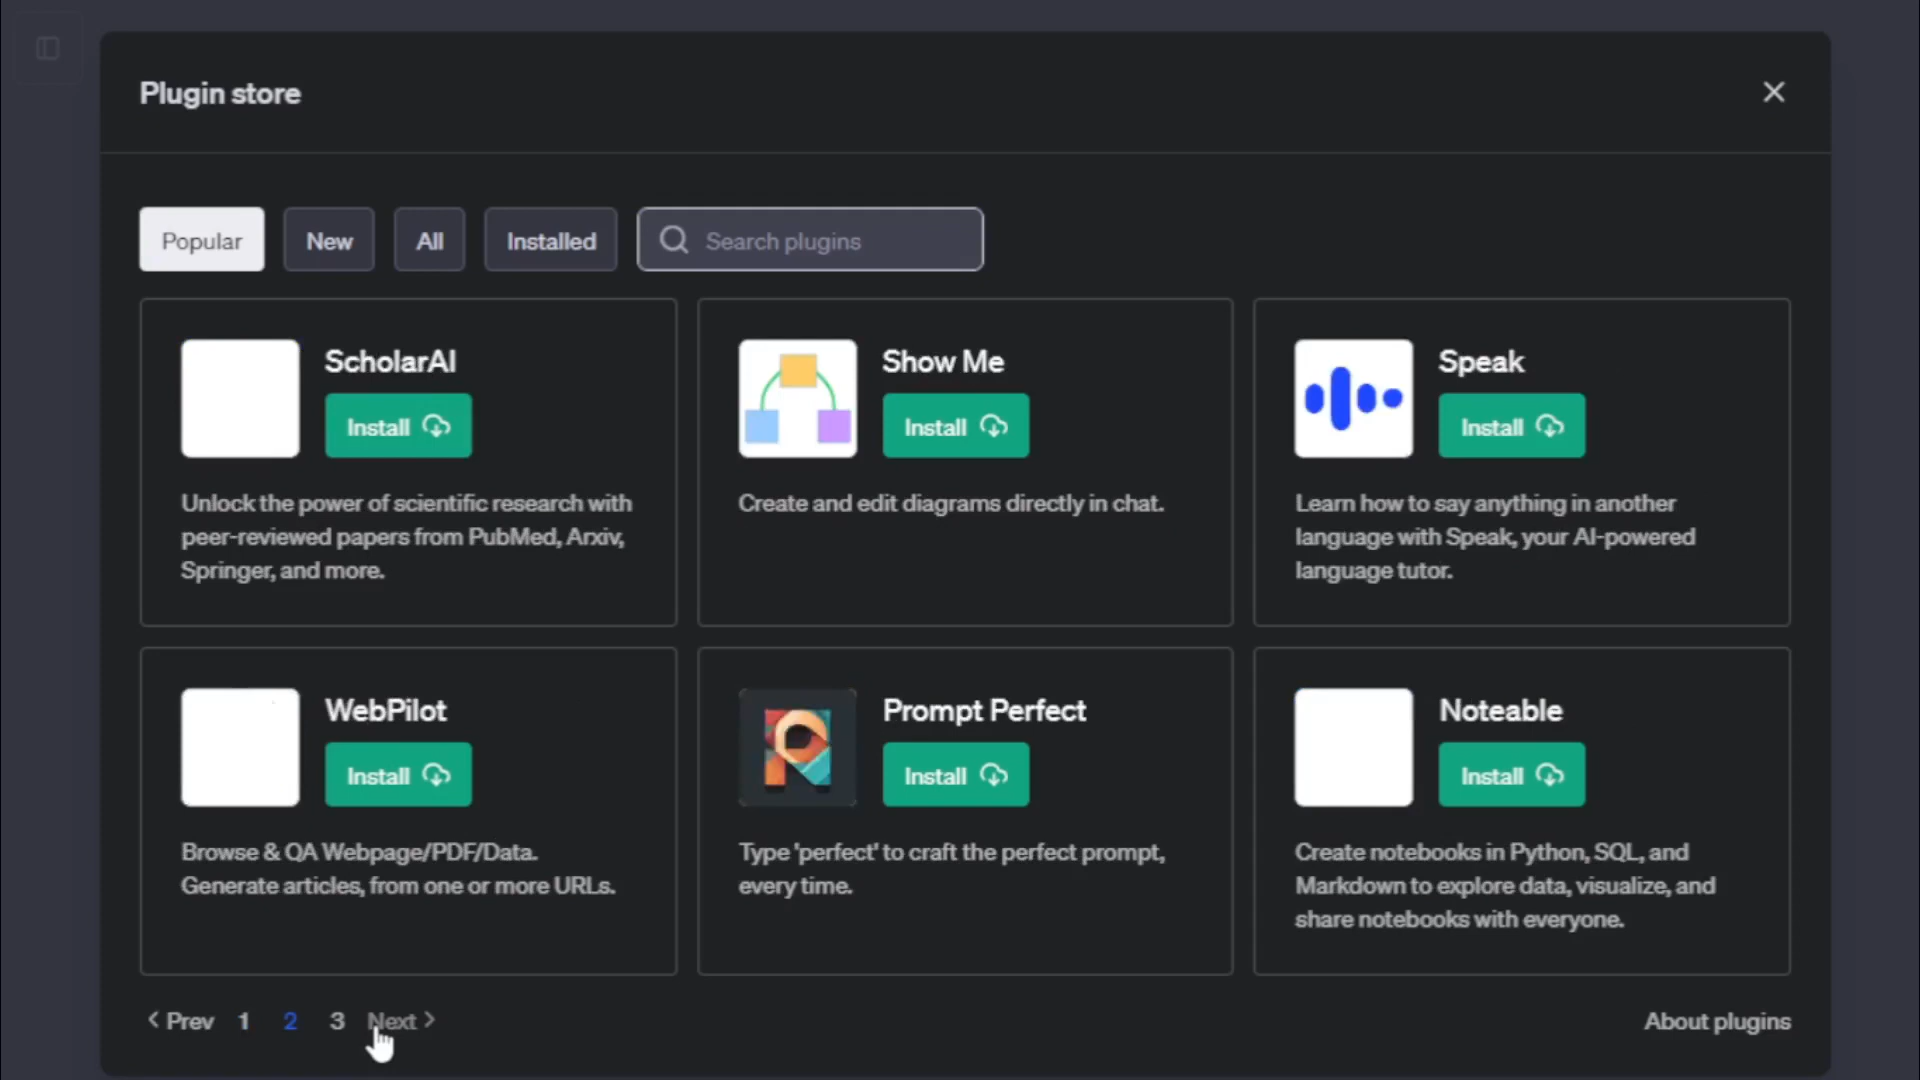 Plugin store
Popular
New
All
Installed
Search plugins
ScholarAI
Install
Unlock the power of scientific research with
peer-reviewed papers from PubMed, Arxiv,
Springer, and more.
Show Me
Install
Create and edit diagrams directly in chat.
Speak
Install
Learn how to say anything in another
language with Speak, your AI-powered
language tutor.
WebPilot
Install
Browse & QA Webpage/PDF/Data.
Generate articles, from one or more URLs.
Prompt Perfect
Install
Type 'perfect' to craft the perfect prompt,
every time.
Noteable
Install
Create notebooks in Python, SQL, and
Markdown to explore data, visualize, and
share notebooks with everyone.
Prev 1 2 3 Next
About plugins